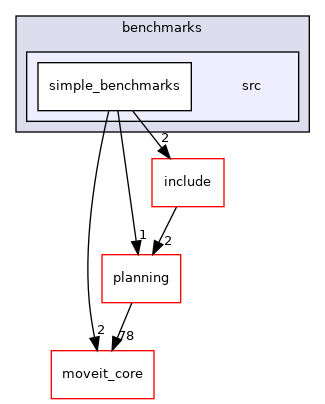 benchmarks
simple_benchmarks
src
2
include
1
2
planning
2
78
moveit_core